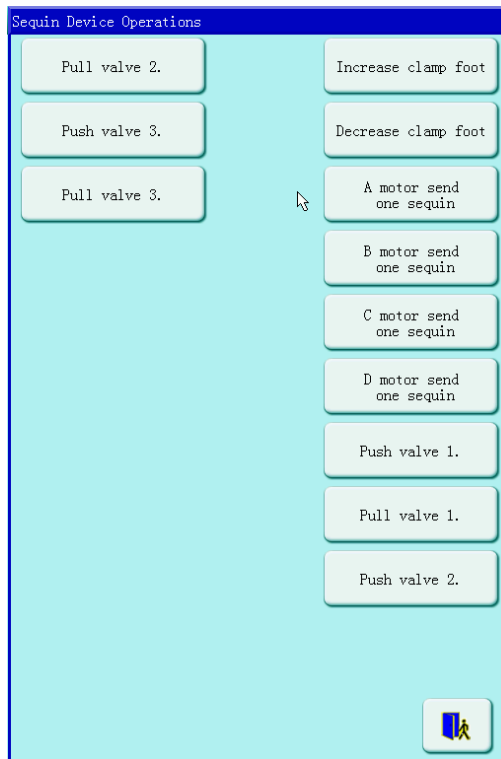 Sequin Device Operations
Pull valve 2.
Push valve 3.
Pull valve 3.
Increase clamp foot
Decrease clamp foot
A motor send
one sequin
B motor send
one sequin
C motor send
one sequin
D motor send
one sequin
Push valve 1.
Pull valve 1.
Push valve 2.